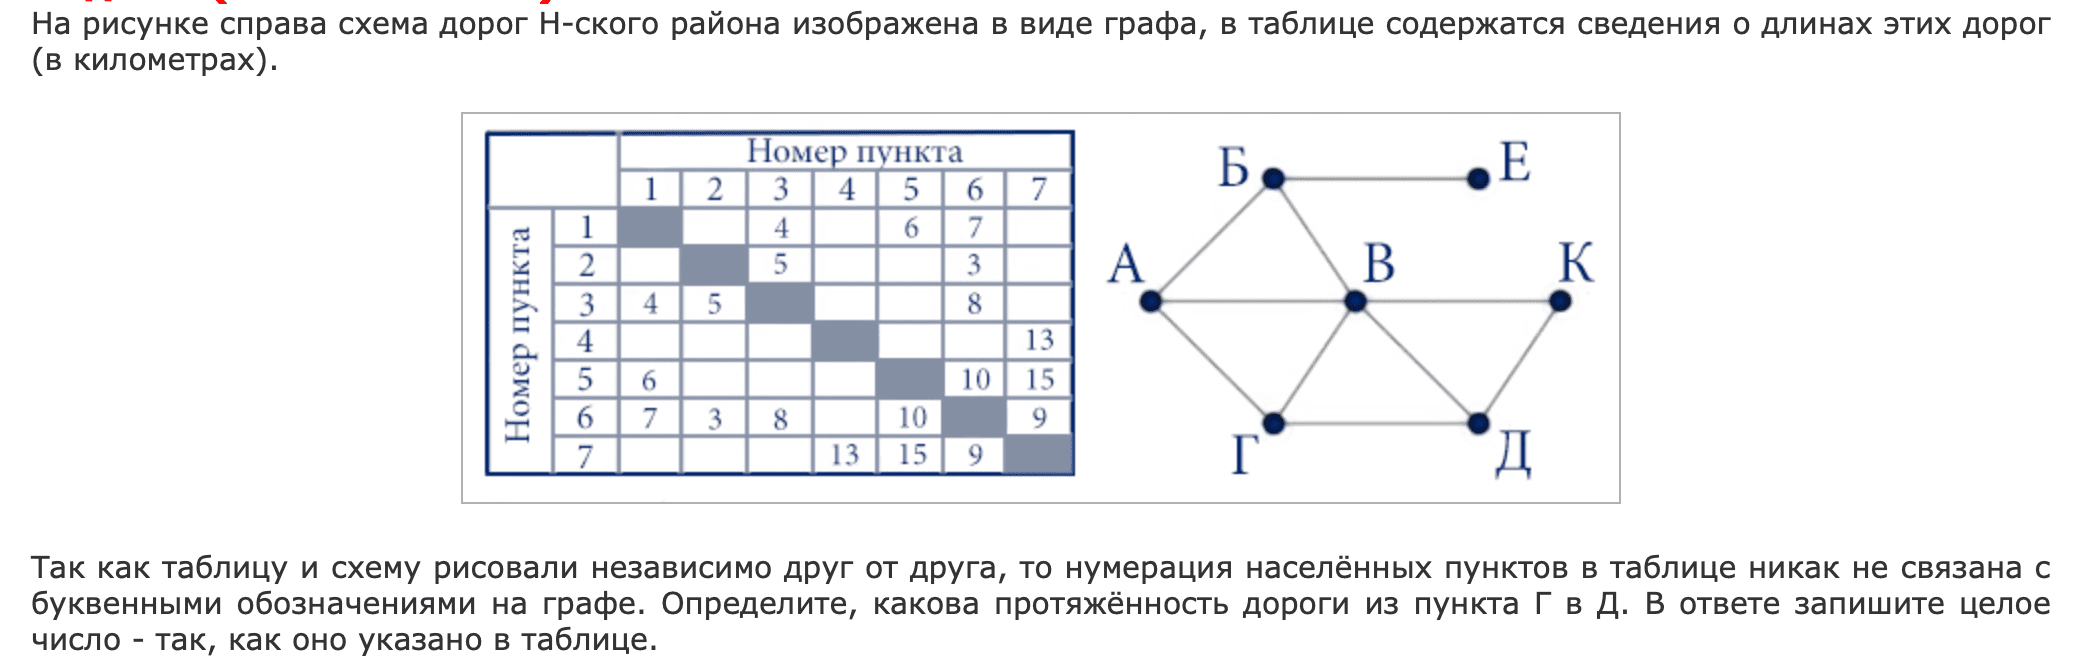 На рисунке справа схема дорог Н-ского района изображена в виде графа, в таблице содержатся сведения о длинах этих дорог
(в километрах).
Номер пункта
1 2 3 4 5 6 7
Номер пункта
1 4 6 7
2 5 3
3 4 5 8
4 13
5 6 10 15
6 7 3 8 10 9
7 13 15 9
Б Е
А В К
Г Д
Так как таблицу и схему рисовали независимо друг от друга, то нумерация населённых пунктов в таблице никак не связана с
буквенными обозначениями на графе. Определите, какова протяжённость дороги из пункта Г в Д. В ответе запишите целое
число - так, как оно указано в таблице.